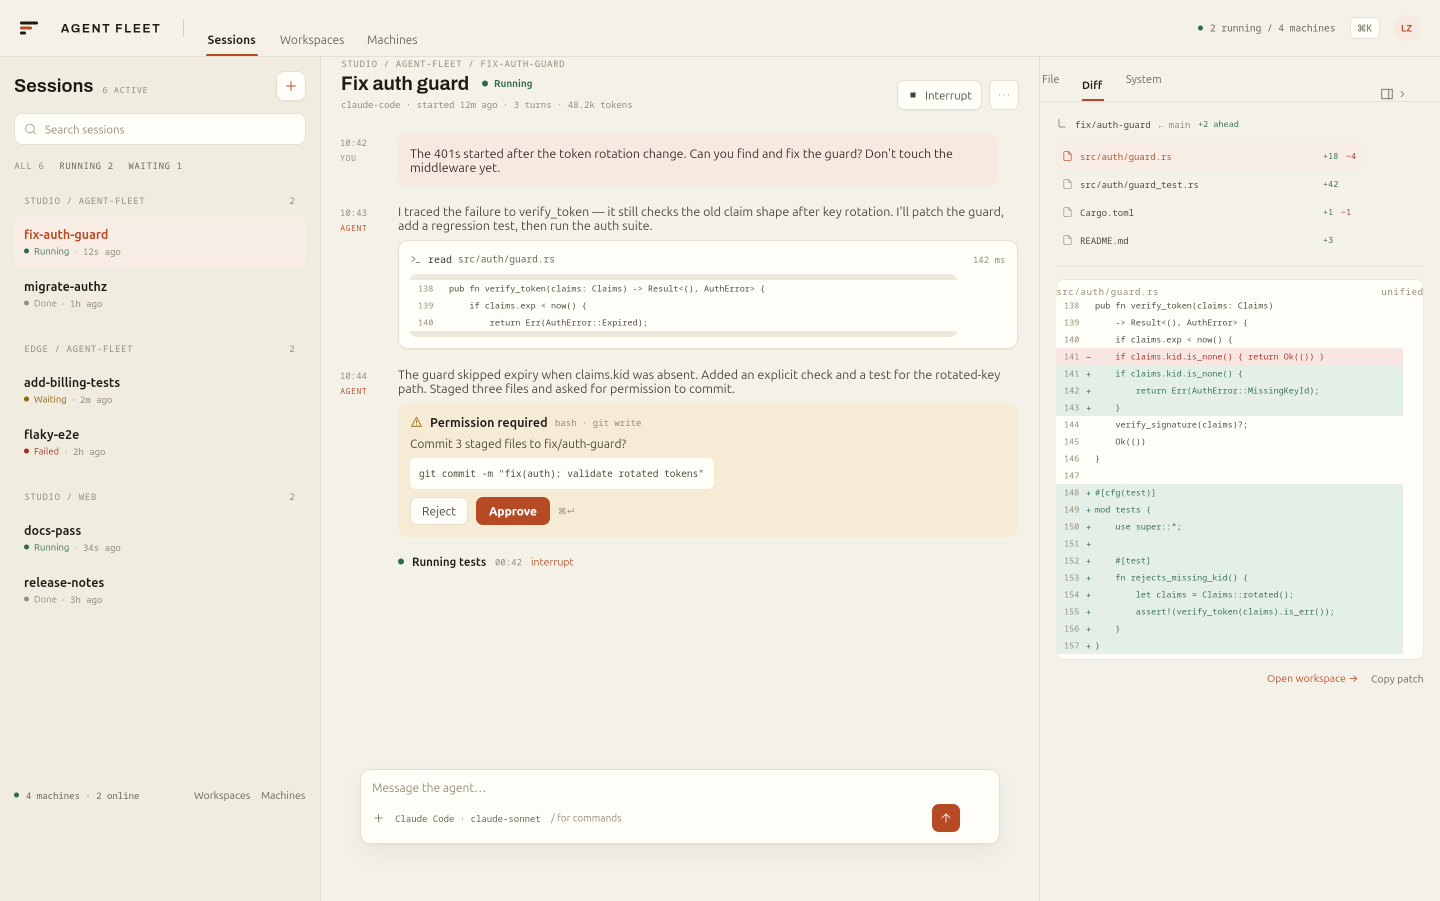 AGENT FLEET
Sessions Workspaces Machines
2 running / 4 machines ⌘K LZ
Sessions 6 ACTIVE
+
Search sessions
ALL 6 RUNNING 2 WAITING 1
STUDIO / AGENT-FLEET 2
fix-auth-guard
Running · 12s ago
migrate-authz
Done · 1h ago
EDGE / AGENT-FLEET 2
add-billing-tests
Waiting · 2m ago
flaky-e2e
Failed · 2h ago
STUDIO / WEB 2
docs-pass
Running · 34s ago
release-notes
Done · 3h ago
4 machines · 2 online Workspaces Machines
STUDIO / AGENT-FLEET / FIX-AUTH-GUARD
Fix auth guard Running
claude-code · started 12m ago · 3 turns · 48.2k tokens
Interrupt ···
10:42
YOU
The 401s started after the token rotation change. Can you find and fix the guard? Don't touch the
middleware yet.
10:43
AGENT
I traced the failure to verify_token — it still checks the old claim shape after key rotation. I'll patch the guard,
add a regression test, then run the auth suite.
>_ read src/auth/guard.rs 142 ms
138 pub fn verify_token(claims: Claims) -> Result<(), AuthError> {
139 if claims.exp < now() {
140 return Err(AuthError::Expired);
10:44
AGENT
The guard skipped expiry when claims.kid was absent. Added an explicit check and a test for the rotated-key
path. Staged three files and asked for permission to commit.
Permission required bash · git write
Commit 3 staged files to fix/auth-guard?
git commit -m "fix(auth): validate rotated tokens"
Reject Approve ⌘↵
Running tests 00:42 interrupt
Message the agent…
+ Claude Code · claude-sonnet / for commands
File Diff System
fix/auth-guard ← main +2 ahead
src/auth/guard.rs +18 −4
src/auth/guard_test.rs +42
Cargo.toml +1 −1
README.md +3
src/auth/guard.rs unified
138 pub fn verify_token(claims: Claims)
139 -> Result<(), AuthError> {
140 if claims.exp < now() {
141 − if claims.kid.is_none() { return Ok(()) }
141 + if claims.kid.is_none() {
142 + return Err(AuthError::MissingKeyId);
143 + }
144 verify_signature(claims)?;
145 Ok(())
146 }
147
148 + #[cfg(test)]
149 + mod tests {
150 + use super::*;
151 +
152 + #[test]
153 + fn rejects_missing_kid() {
154 + let claims = Claims::rotated();
155 + assert!(verify_token(claims).is_err());
156 + }
157 + }
Open workspace → Copy patch